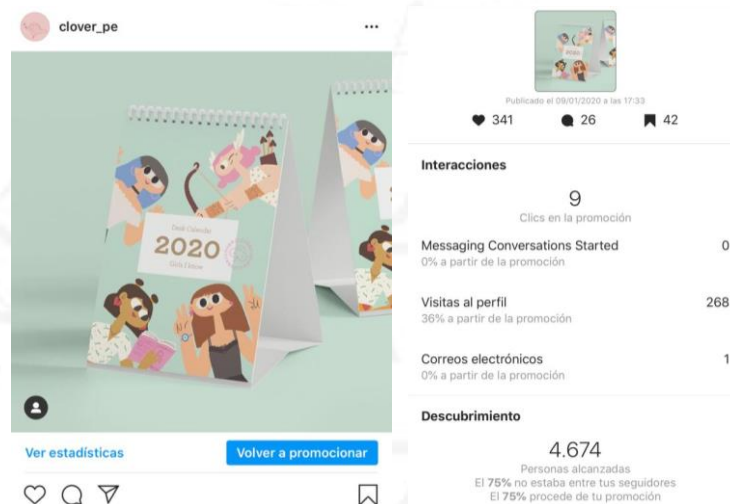 clover_pe
Desk Calendar
2020
Ver estadísticas
Volver a promocionar
Publicado el 09/01/2020 a las 17:33
341
26
42
Interacciones
9
Clics en la promoción
Messaging Conversations Started
0
0% a partir de la promoción
Visitas al perfil
268
36% a partir de la promoción
Correos electrónicos
1
0% a partir de la promoción
Descubrimiento
4.674
Personas alcanzadas
El 75% no estaba entre tus seguidores
El 75% procede de tu promoción